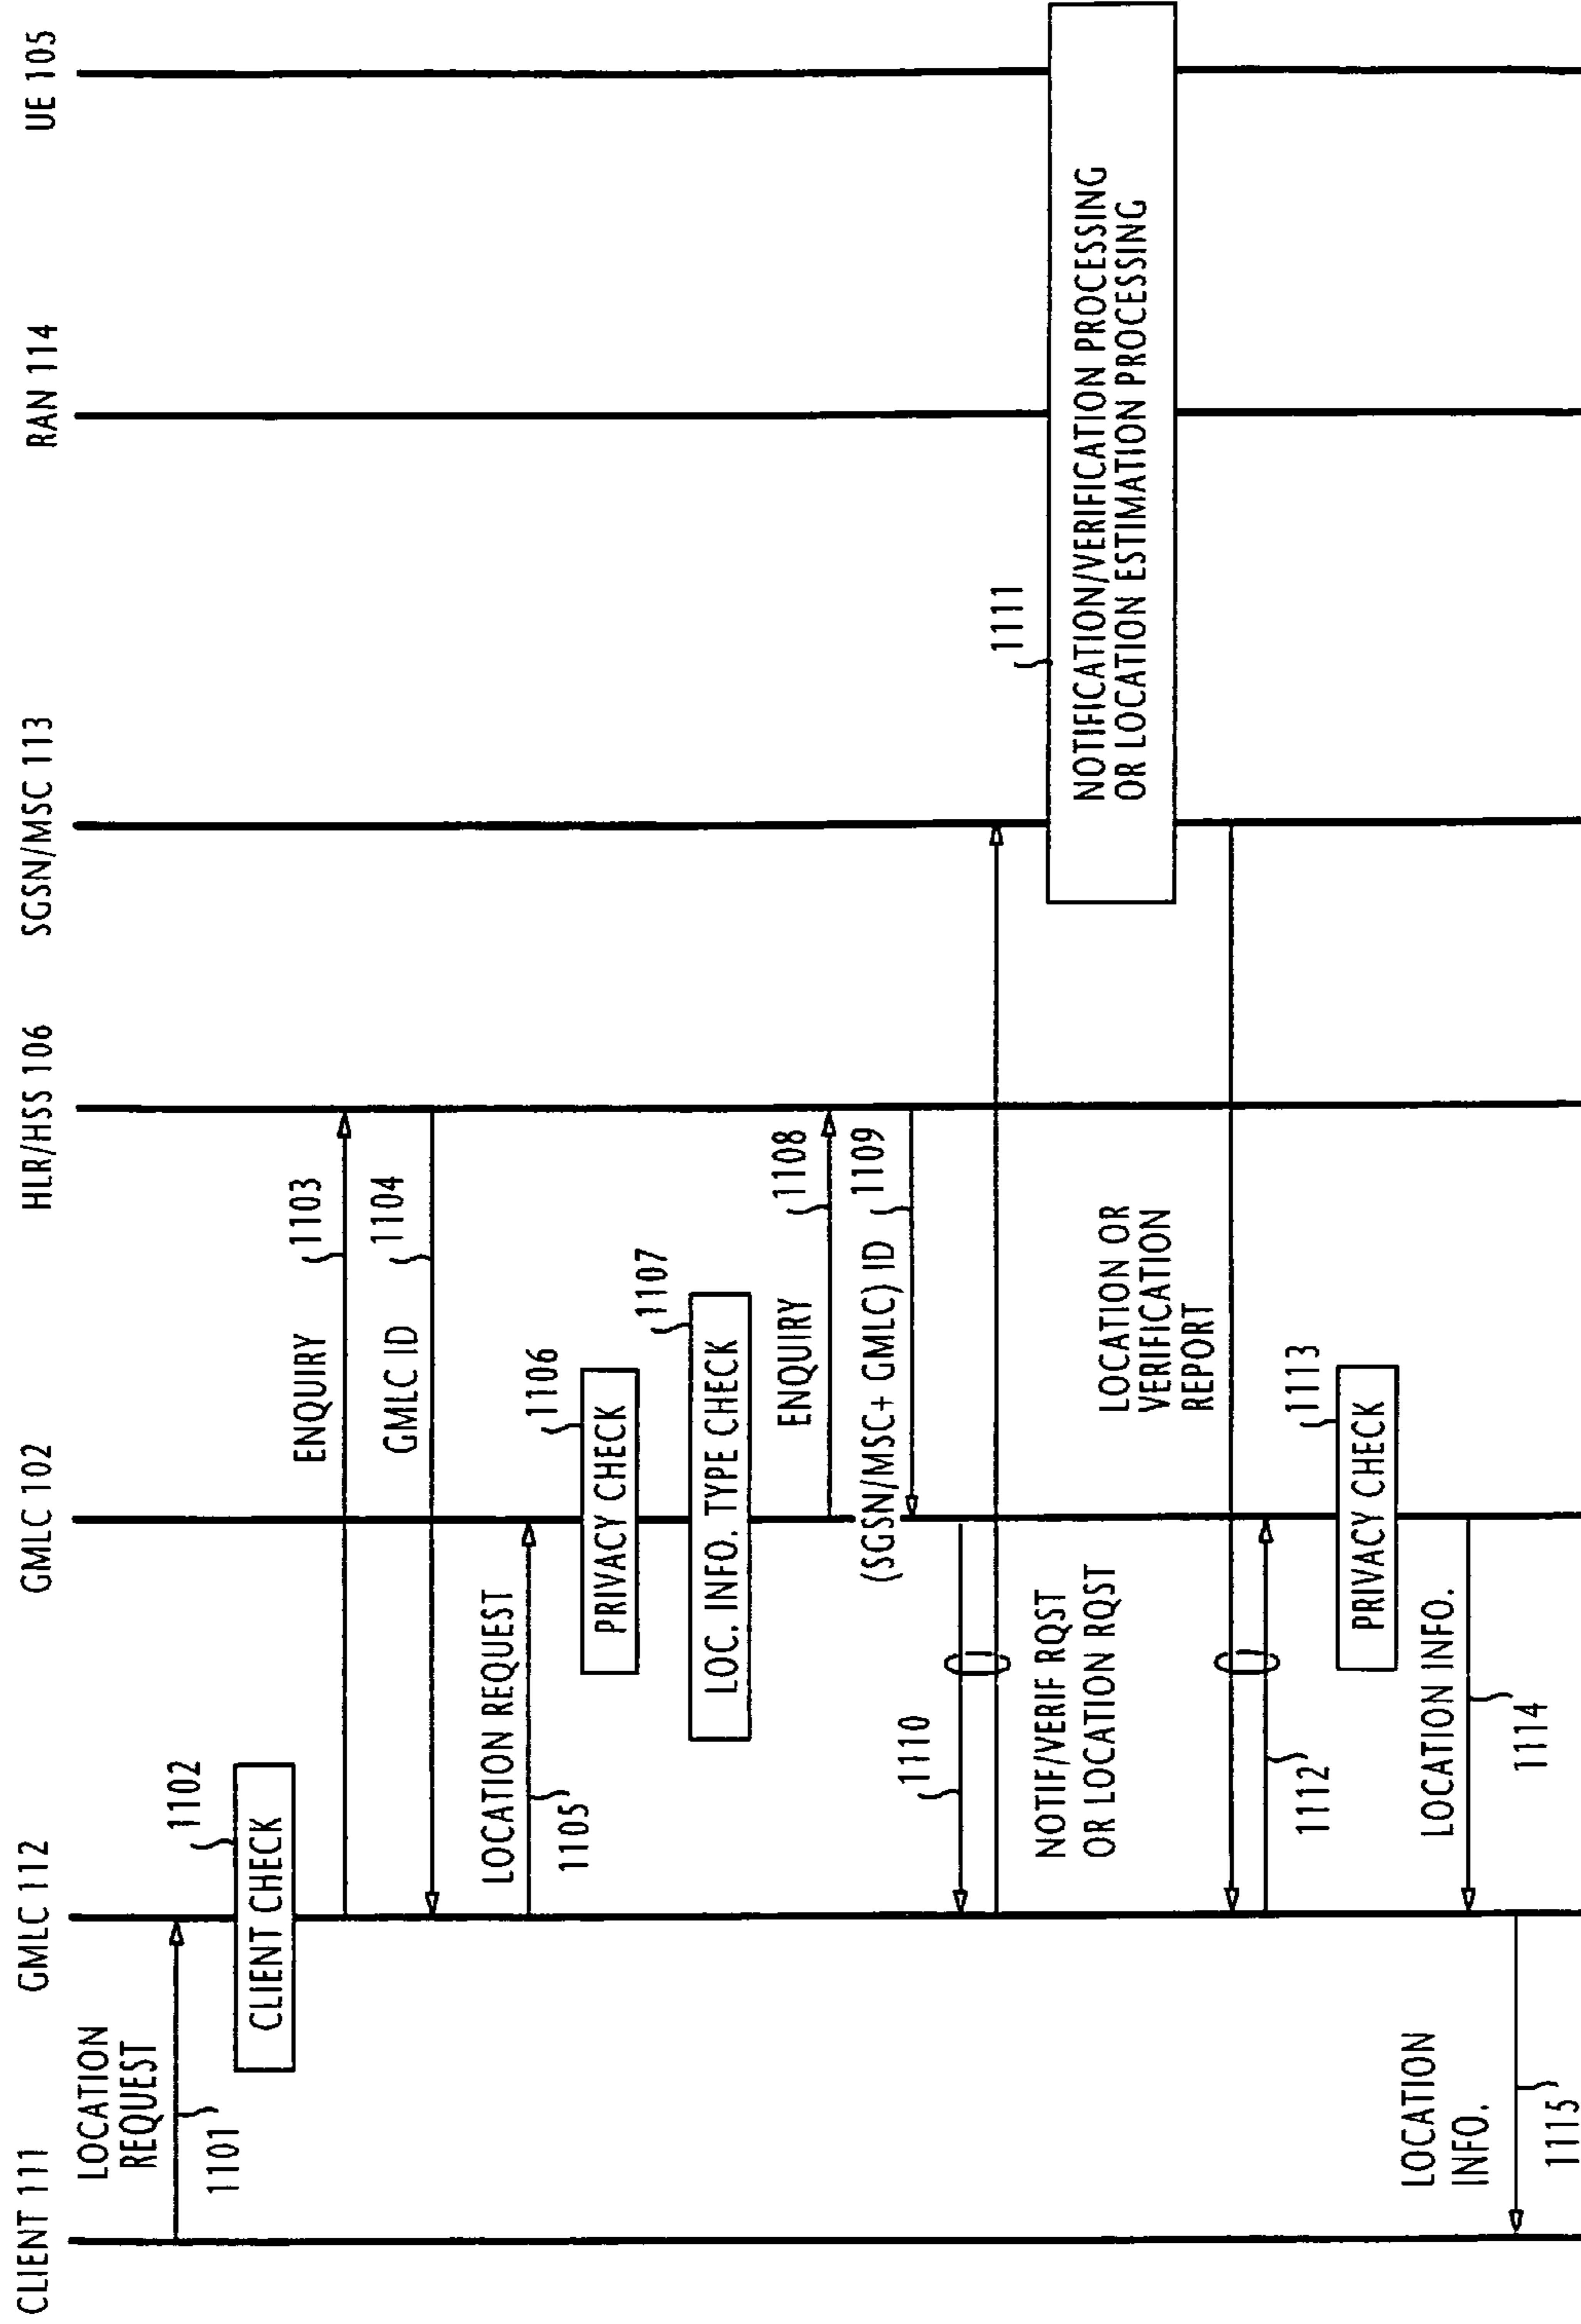 CLIENT 111
GMLC 112
GMLC 102
HLR/HSS 106
SGSN/MSC 113
RAN 114
UE 105
LOCATION
REQUEST
1101
CLIENT CHECK
1102
ENQUIRY
1103
GMLC ID
1104
LOCATION REQUEST
1105
PRIVACY CHECK
1106
LOC. INFO. TYPE CHECK
1107
ENQUIRY
1108
(SGSN/MSC+ GMLC) ID
1109
1110
NOTIF/VERIF RQST
OR LOCATION RQST
1111
NOTIFICATION/VERIFICATION PROCESSING
OR LOCATION ESTIMATION PROCESSING
LOCATION OR
VERIFICATION
REPORT
1112
PRIVACY CHECK
1113
LOCATION INFO.
1114
LOCATION
INFO.
1115